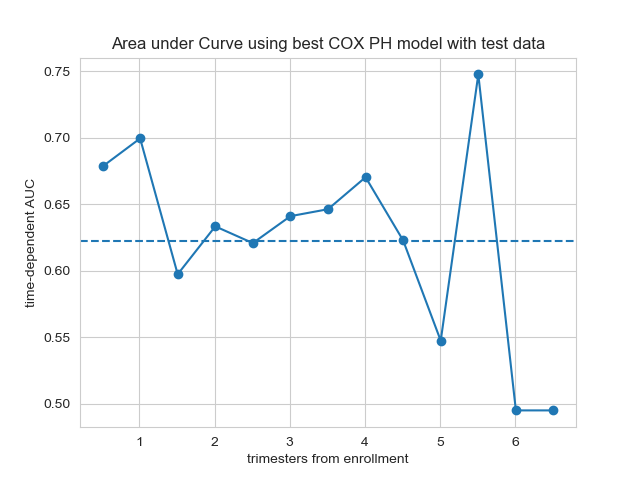 Area under Curve using best COX PH model with test data
time-dependent AUC
0.75
0.70
0.65
0.60
0.55
0.50
1 2 3 4 5 6
trimesters from enrollment